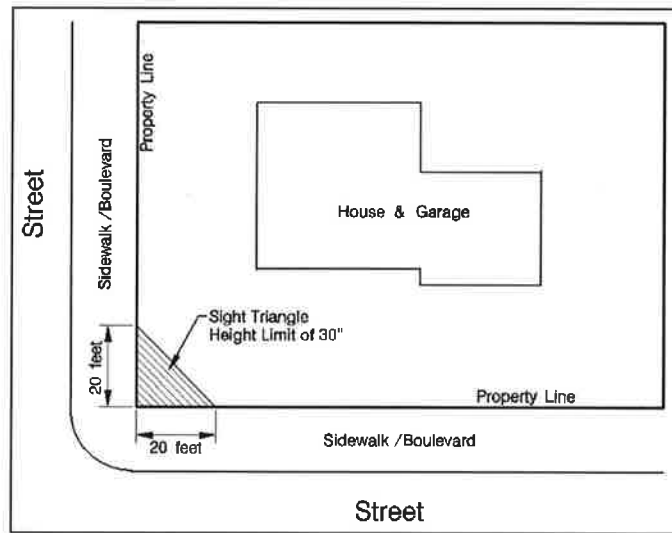 Street
Sidewalk /Boulevard
Property Line
House & Garage
Sight Triangle
Height Limit of 30"
20 feet
Property Line
20 feet
Sidewalk /Boulevard
Street